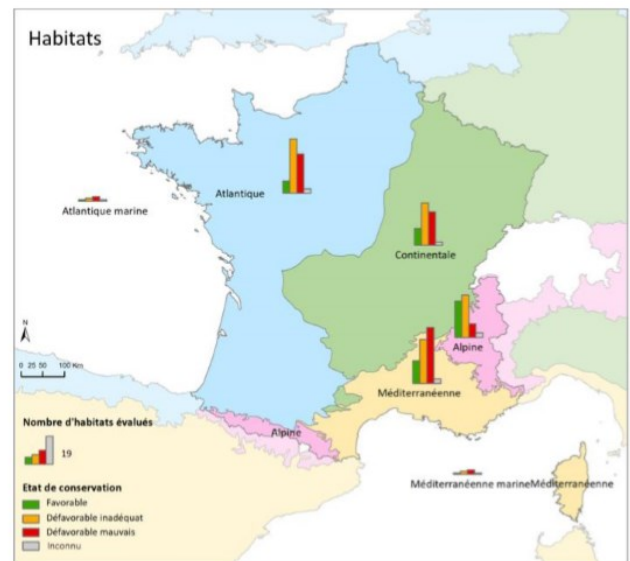 Habitats
Atlantique
Atlantique marine
Continentale
N
Alpine
0 25 50 100 Km
Méditerranéenne
Nombre d'habitats évalués
Alpine
19
Méditerranéenne marine
Méditerranéenne
Etat de conservation
Favorable
Défavorable inadéquat
Défavorable mauvais
Inconnu